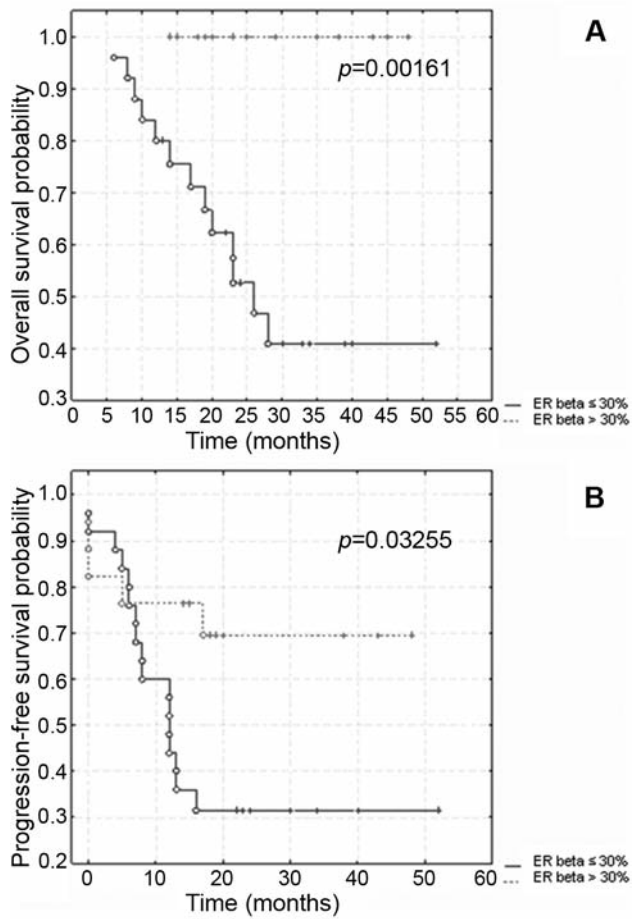 A
p=0.00161
Overall survival probability
1.0
0.9
0.8
0.7
0.6
0.5
0.4
0.3
0 5 10 15 20 25 30 35 40 45 50 55 60
Time (months)
ER beta ≤ 30%
ER beta > 30%
B
p=0.03255
Progression-free survival probability
1.0
0.9
0.8
0.7
0.6
0.5
0.4
0.3
0.2
0 10 20 30 40 50 60
Time (months)
ER beta ≤ 30%
ER beta > 30%